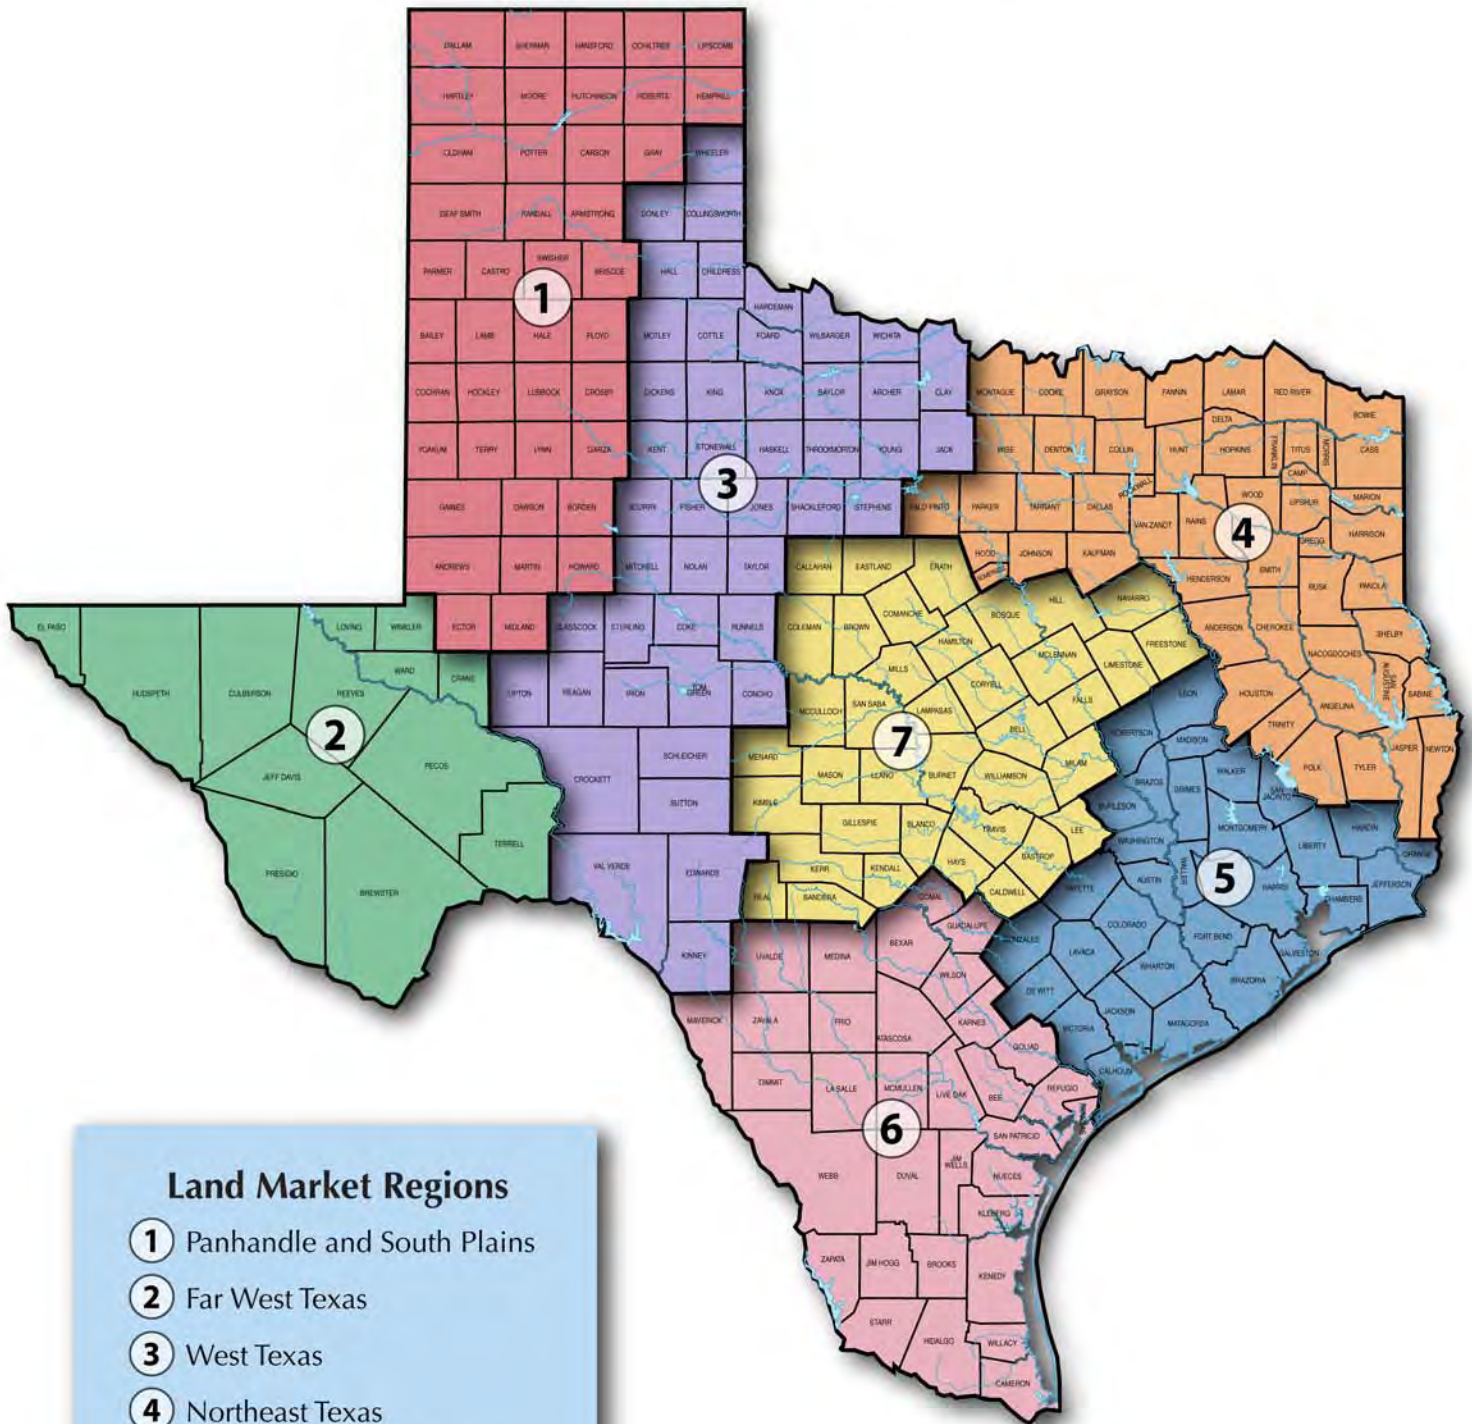 DALLAM SHERMAN HANSFORD OCHILTREE LIPSCOMB
HARTLEY MOORE HUTCHINSON ROBERTS HEMPHILL
OLDHAM POTTER CARSON GRAY WHEELER
DEAF SMITH RANDALL ARMSTRONG DONLEY COLLINGSWORTH
PARMER CASTRO SWISHER BRISCOE HALL CHILDRESS
1
HARDEMAN
BAILEY LAMB HALE FLOYD MOTLEY COTTLE FOARD WILBARGER WICHITA
COCHRAN HOCKLEY LUBBOCK CROSBY DICKENS KING KNOX BAYLOR ARCHER CLAY MONTAGUE COOKE GRAYSON FANNIN LAMAR RED RIVER
BOWIE
DELTA
YOAKUM TERRY LYNN GARZA KENT STONEWALL HASKELL THROCKMORTON YOUNG JACK WISE DENTON COLLIN HUNT HOPKINS FRANKLIN TITUS MORRIS CASS
CAMP
3
ROCKWALL WOOD UPSHUR MARION
GAINES DAWSON BORDEN SCURRY FISHER JONES SHACKLEFORD STEPHENS PALO PINTO PARKER TARRANT DALLAS
VAN ZANDT RAINS 4 GREGG HARRISON
ANDREWS MARTIN HOWARD MITCHELL NOLAN TAYLOR CALLAHAN EASTLAND ERATH HOOD JOHNSON KAUFMAN
SOMERVELL HENDERSON SMITH RUSK PANOLA
EL PASO LOVING WINKLER ECTOR MIDLAND GLASSCOCK STERLING COKE RUNNELS COLEMAN BROWN COMANCHE BOSQUE HILL NAVARRO
HAMILTON ANDERSON CHEROKEE SHELBY
FREESTONE NACOGDOCHES
HUDSPETH CULBERSON REEVES WARD CRANE UPTON REAGAN IRION TOM GREEN CONCHO MILLS MCLENNAN LIMESTONE
CORYELL LEON HOUSTON SAN AUGUSTINE SABINE
MCCULLOCH SAN SABA LAMPASAS FALLS ANGELINA
2 7 BELL ROBERTSON MADISON TRINITY
PECOS SCHLEICHER MENARD JASPER NEWTON
JEFF DAVIS CROCKETT MASON LLANO BURNET WILLIAMSON MILAM WALKER POLK TYLER
BRAZOS GRIMES SAN JACINTO
SUTTON KIMBLE BURLESON
GILLESPIE BLANCO TRAVIS LEE MONTGOMERY HARDIN
TERRELL WASHINGTON LIBERTY ORANGE
VAL VERDE EDWARDS KERR KENDALL HAYS BASTROP WALLER
PRESIDIO BREWSTER AUSTIN 5 HARRIS JEFFERSON
REAL BANDERA CALDWELL FAYETTE CHAMBERS
COMAL
GUADALUPE COLORADO
KINNEY UVALDE MEDINA BEXAR GONZALES LAVACA FORT BEND GALVESTON
WILSON WHARTON BRAZORIA
DE WITT
MAVERICK ZAVALA FRIO ATASCOSA KARNES JACKSON MATAGORDA
VICTORIA
GOLIAD
CALHOUN
DIMMIT LA SALLE MCMULLEN LIVE OAK BEE REFUGIO
6
SAN PATRICIO
WEBB DUVAL JIM WELLS NUECES
KLEBERG
ZAPATA JIM HOGG BROOKS KENEDY
STARR HIDALGO WILLACY
CAMERON
Land Market Regions
1 Panhandle and South Plains
2 Far West Texas
3 West Texas
4 Northeast Texas